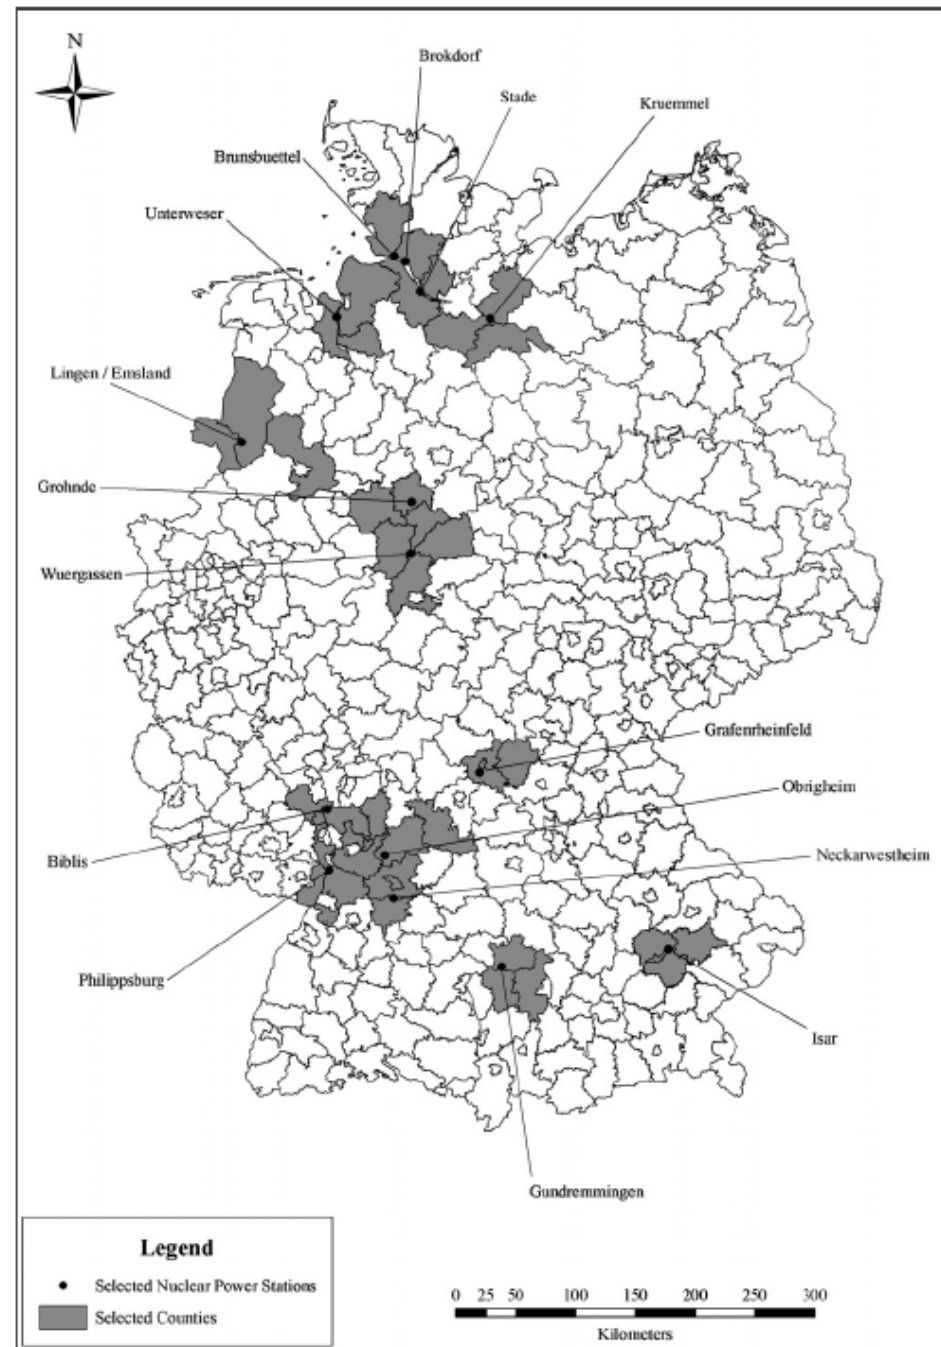 N
Brokdorf
Stade
Kruemmel
Brunsbuettel
Unterweser
Lingen / Emsland
Grohnde
Wuergassen
Grafenrheinfeld
Obrigheim
Biblis
Neckarwestheim
Philippsburg
Isar
Gundremmingen
Legend
Selected Nuclear Power Stations
Selected Counties
0 25 50 100 150 200 250 300
Kilometers